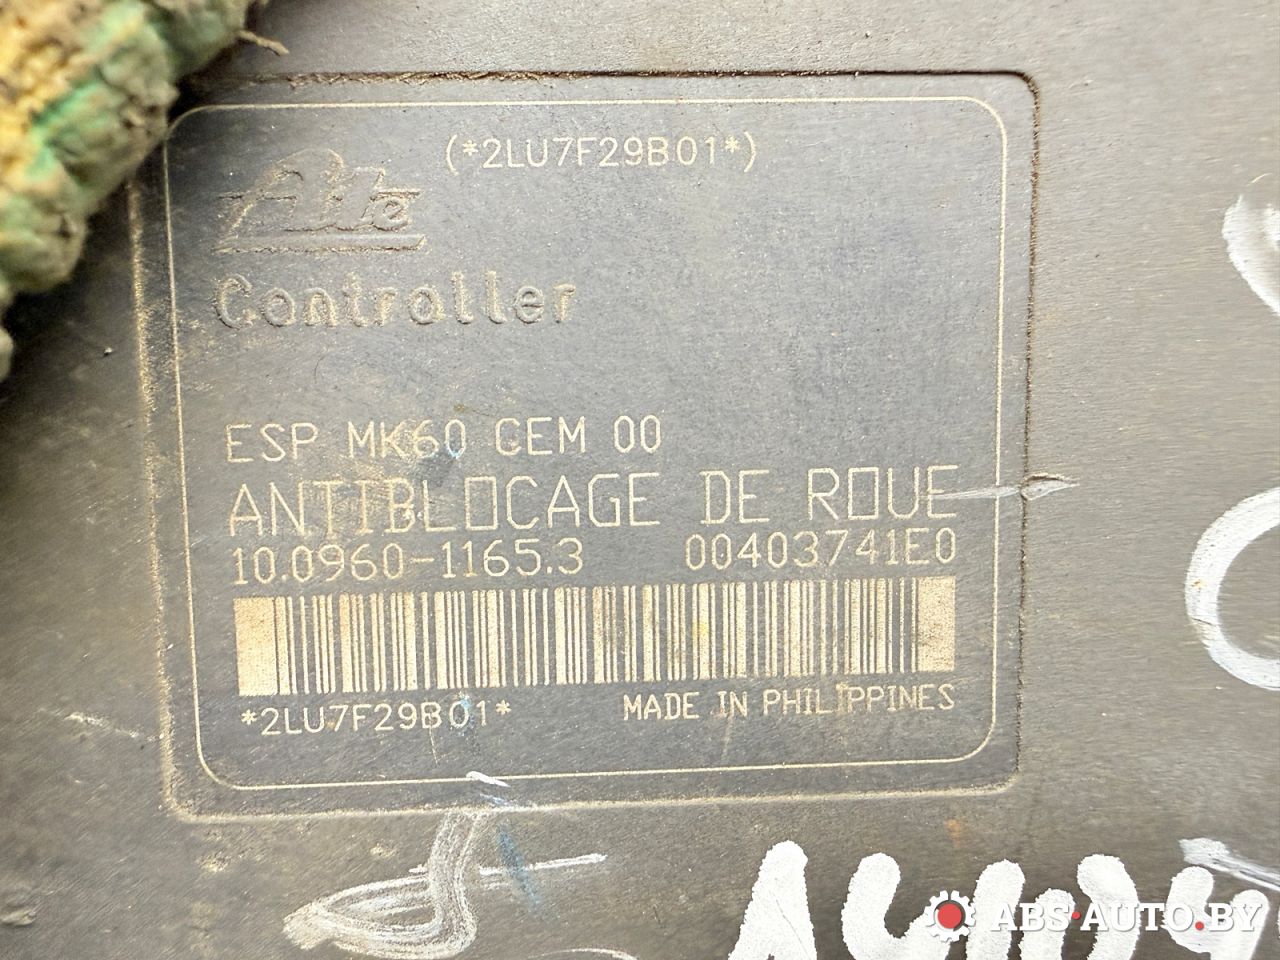 (*2LU7F29B01*)
Ate
Controller
ESP MK60 CEM 00
ANTIBLOCAGE DE ROUE
10.0960-1165.3 00403741E0
*2LU7F29B01*
MADE IN PHILIPPINES
ABS-AUTO.BY